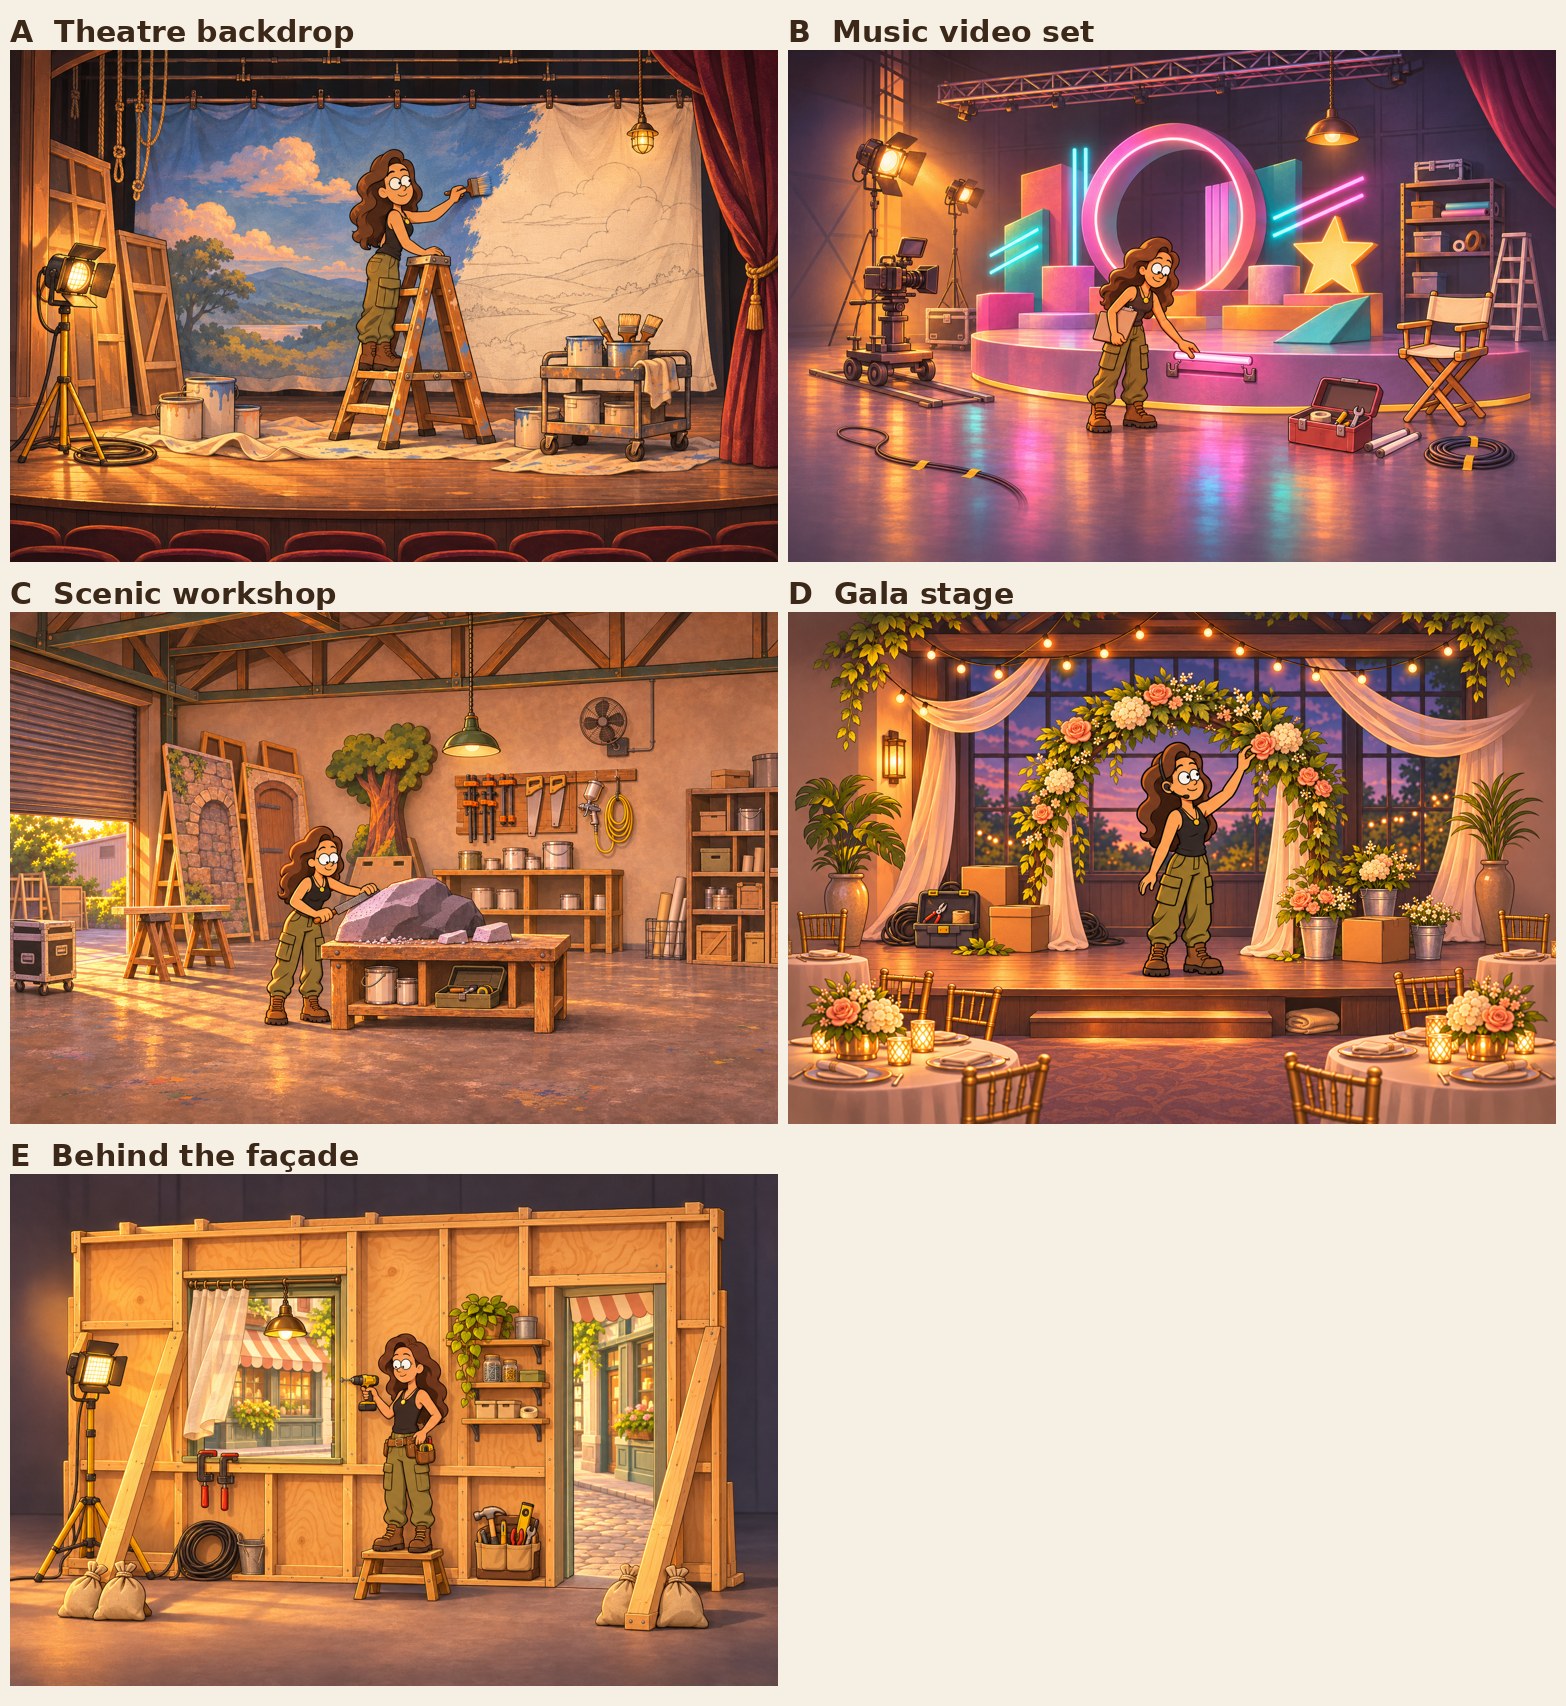 A Theatre backdrop
B Music video set
C Scenic workshop
D Gala stage
E Behind the façade